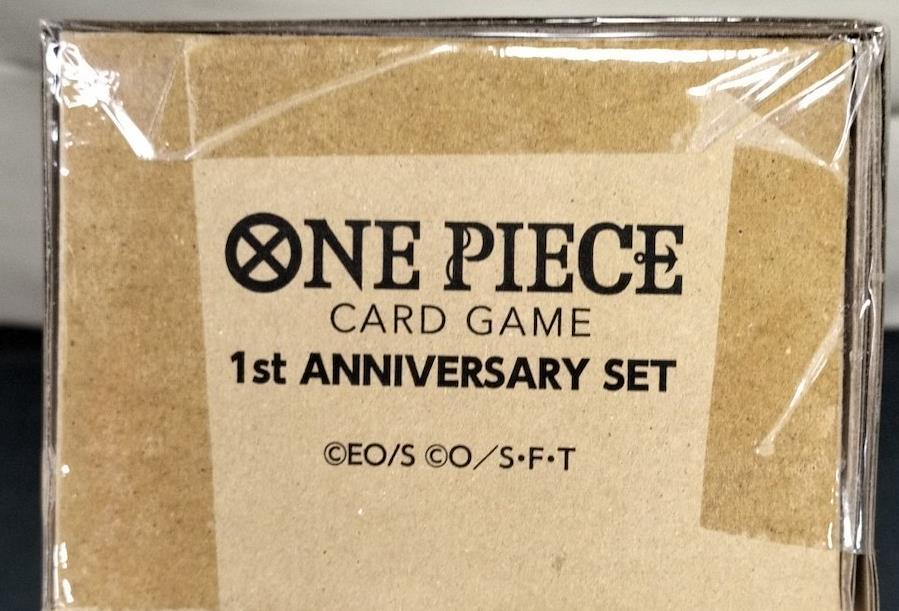 ONE PIECE
CARD GAME
1st ANNIVERSARY SET
©EO/S ©O／S・F・T